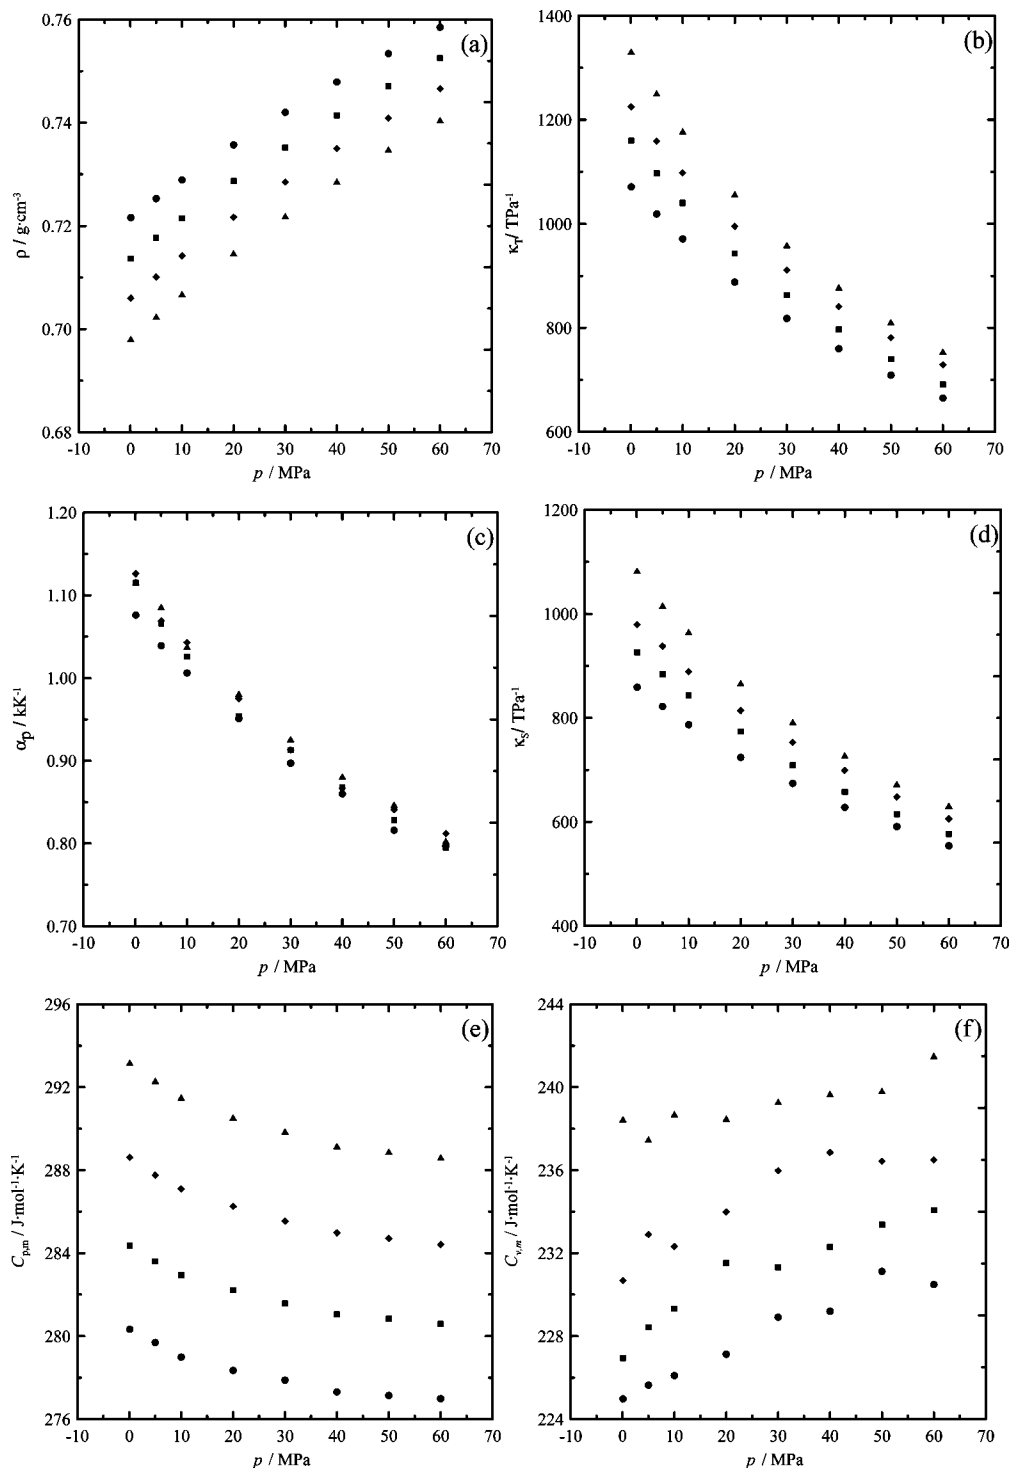 0.76
0.74
0.72
0.70
0.68
ρ / g·cm-3
(a)
-10 0 10 20 30 40 50 60 70
p / MPa
1400
1200
1000
800
600
κT/ TPa-1
(b)
-10 0 10 20 30 40 50 60 70
p / MPa
1.20
1.10
1.00
0.90
0.80
0.70
αp / kK-1
(c)
-10 0 10 20 30 40 50 60 70
p / MPa
1200
1000
800
600
400
κS/ TPa-1
(d)
-10 0 10 20 30 40 50 60 70
p / MPa
296
292
288
284
280
276
Cp,m / J·mol-1·K-1
(e)
-10 0 10 20 30 40 50 60 70
p / MPa
244
240
236
232
228
224
Cv,m / J·mol-1·K-1
(f)
-10 0 10 20 30 40 50 60 70
p / MPa